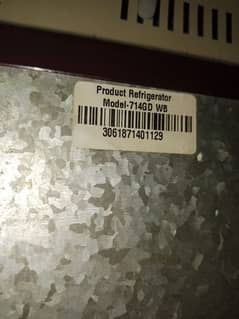 Product Refrigerator
Model-714GD WB
3061871401129